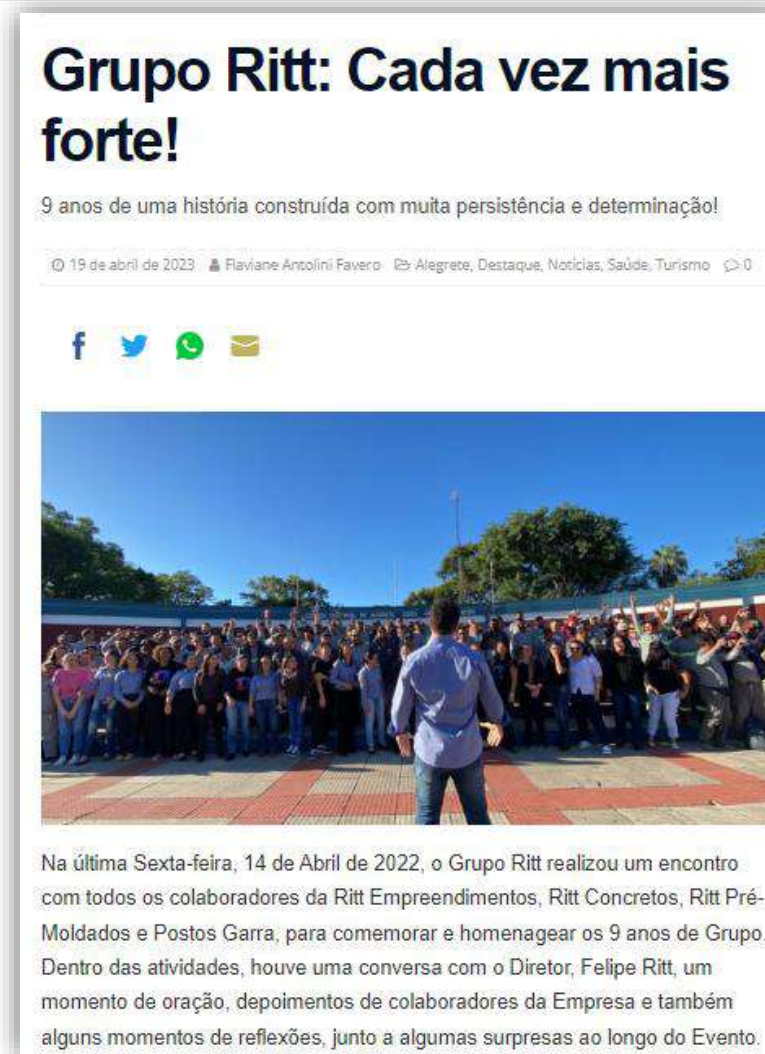 Grupo Ritt: Cada vez mais
forte!
9 anos de uma história construída com muita persistência e determinação!
19 de abril de 2023 Flaviane Antolini Favero Alegrete, Destaque, Notícias, Saúde, Turismo 0
Na última Sexta-feira, 14 de Abril de 2022, o Grupo Ritt realizou um encontro
com todos os colaboradores da Ritt Empreendimentos, Ritt Concretos, Ritt Pré-
Moldados e Postos Garra, para comemorar e homenagear os 9 anos de Grupo.
Dentro das atividades, houve uma conversa com o Diretor, Felipe Ritt, um
momento de oração, depoimentos de colaboradores da Empresa e também
alguns momentos de reflexões, junto a algumas surpresas ao longo do Evento.